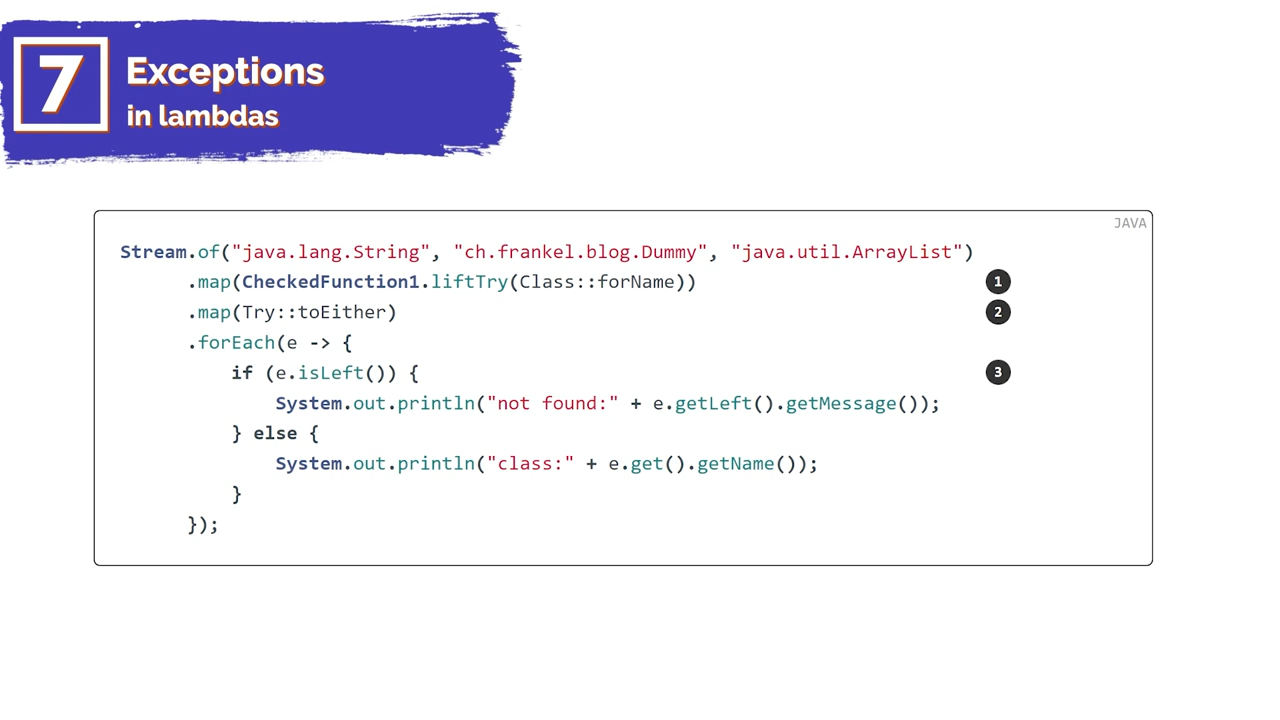 7
Exceptions
in lambdas
JAVA
Stream.of("java.lang.String", "ch.frankel.blog.Dummy", "java.util.ArrayList")
.map(CheckedFunction1.liftTry(Class::forName)) 1
.map(Try::toEither) 2
.forEach(e -> {
if (e.isLeft()) { 3
System.out.println("not found:" + e.getLeft().getMessage());
} else {
System.out.println("class:" + e.get().getName());
}
});